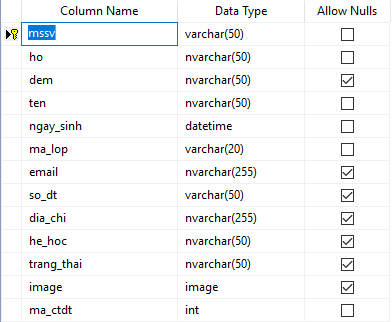 Column Name Data Type Allow Nulls
mssv varchar(50)
ho nvarchar(50)
dem nvarchar(50)
ten nvarchar(50)
ngay_sinh datetime
ma_lop varchar(20)
email nvarchar(255)
so_dt varchar(50)
dia_chi nvarchar(255)
he_hoc nvarchar(50)
trang_thai nvarchar(50)
image image
ma_ctdt int